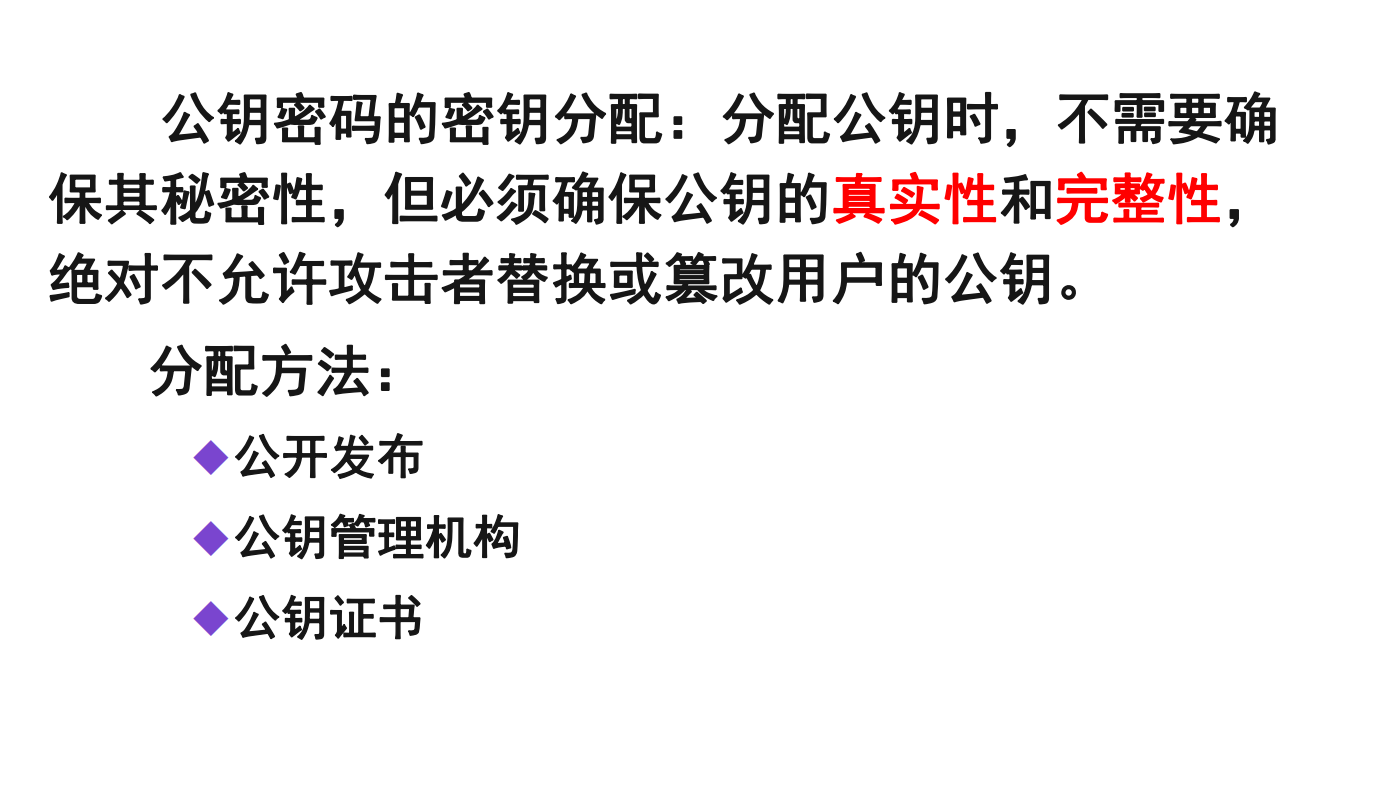 公钥密码的密钥分配：分配公钥时，不需要确
保其秘密性，但必须确保公钥的真实性和完整性，
绝对不允许攻击者替换或篡改用户的公钥。
分配方法：
◆公开发布
◆公钥管理机构
◆公钥证书